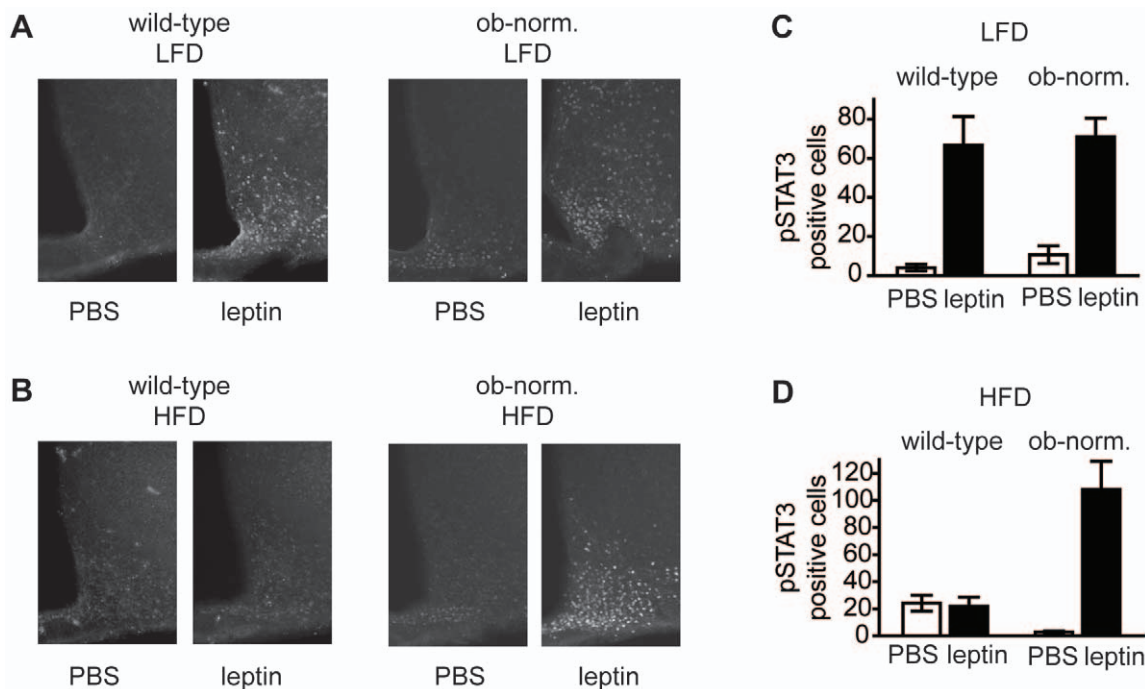 A
wild-type
LFD
ob-norm.
LFD
PBS
leptin
PBS
leptin
B
wild-type
HFD
ob-norm.
HFD
PBS
leptin
PBS
leptin
C
LFD
wild-type
ob-norm.
pSTAT3
positive cells
80
60
40
20
0
PBS leptin
PBS leptin
D
HFD
wild-type
ob-norm.
pSTAT3
positive cells
120
100
80
60
40
20
0
PBS leptin
PBS leptin